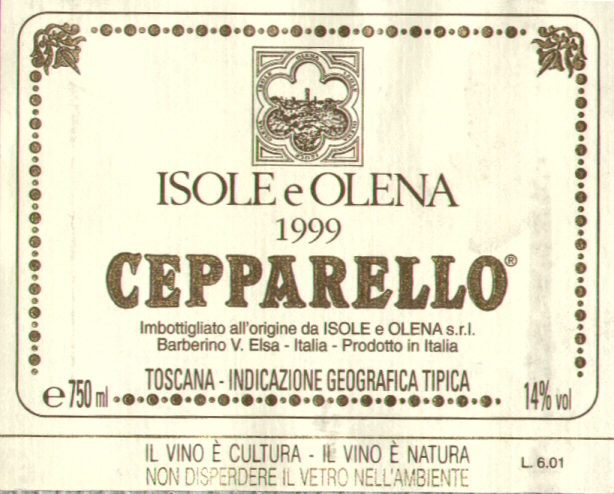 ISOLE e OLENA
1999
CEPPARELLO®
Imbottigliato all'origine da ISOLE e OLENA s.r.l.
Barberino V. Elsa - Italia - Prodotto in Italia
TOSCANA - INDICAZIONE GEOGRAFICA TIPICA
e 750 ml 14% vol
IL VINO È CULTURA - IL VINO È NATURA
NON DISPERDERE IL VETRO NELL'AMBIENTE
L. 6.01